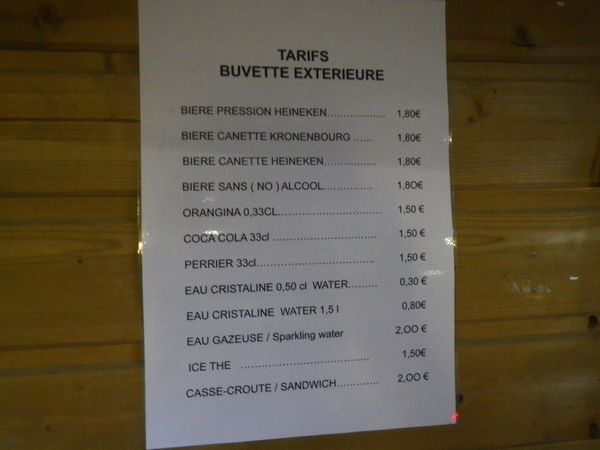 TARIFS
BUVETTE EXTERIEURE
BIERE PRESSION HEINEKEN.................. 1,80€
BIERE CANETTE KRONENBOURG ...... 1,80€
BIERE CANETTE HEINEKEN................ 1,80€
BIERE SANS ( NO ) ALCOOL............... 1,80€
ORANGINA 0,33CL................................ 1,50 €
COCA COLA 33cl ................................ 1,50 €
PERRIER 33cl.................................... 1,50 €
EAU CRISTALINE 0,50 cl WATER......... 0,30 €
EAU CRISTALINE WATER 1,5 l 0,80€
EAU GAZEUSE / Sparkling water 2,00 €
ICE THE ....................................... 1,50€
CASSE-CROUTE / SANDWICH............. 2,00 €